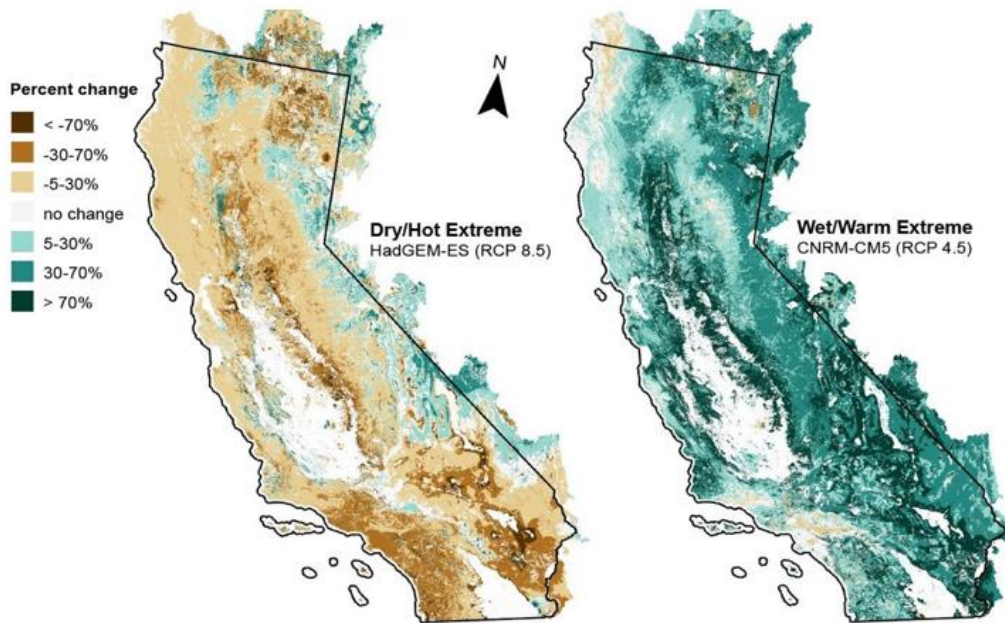 Percent change
< -70%
-30-70%
-5-30%
no change
5-30%
30-70%
> 70%
N
Dry/Hot Extreme
HadGEM-ES (RCP 8.5)
Wet/Warm Extreme
CNRM-CM5 (RCP 4.5)